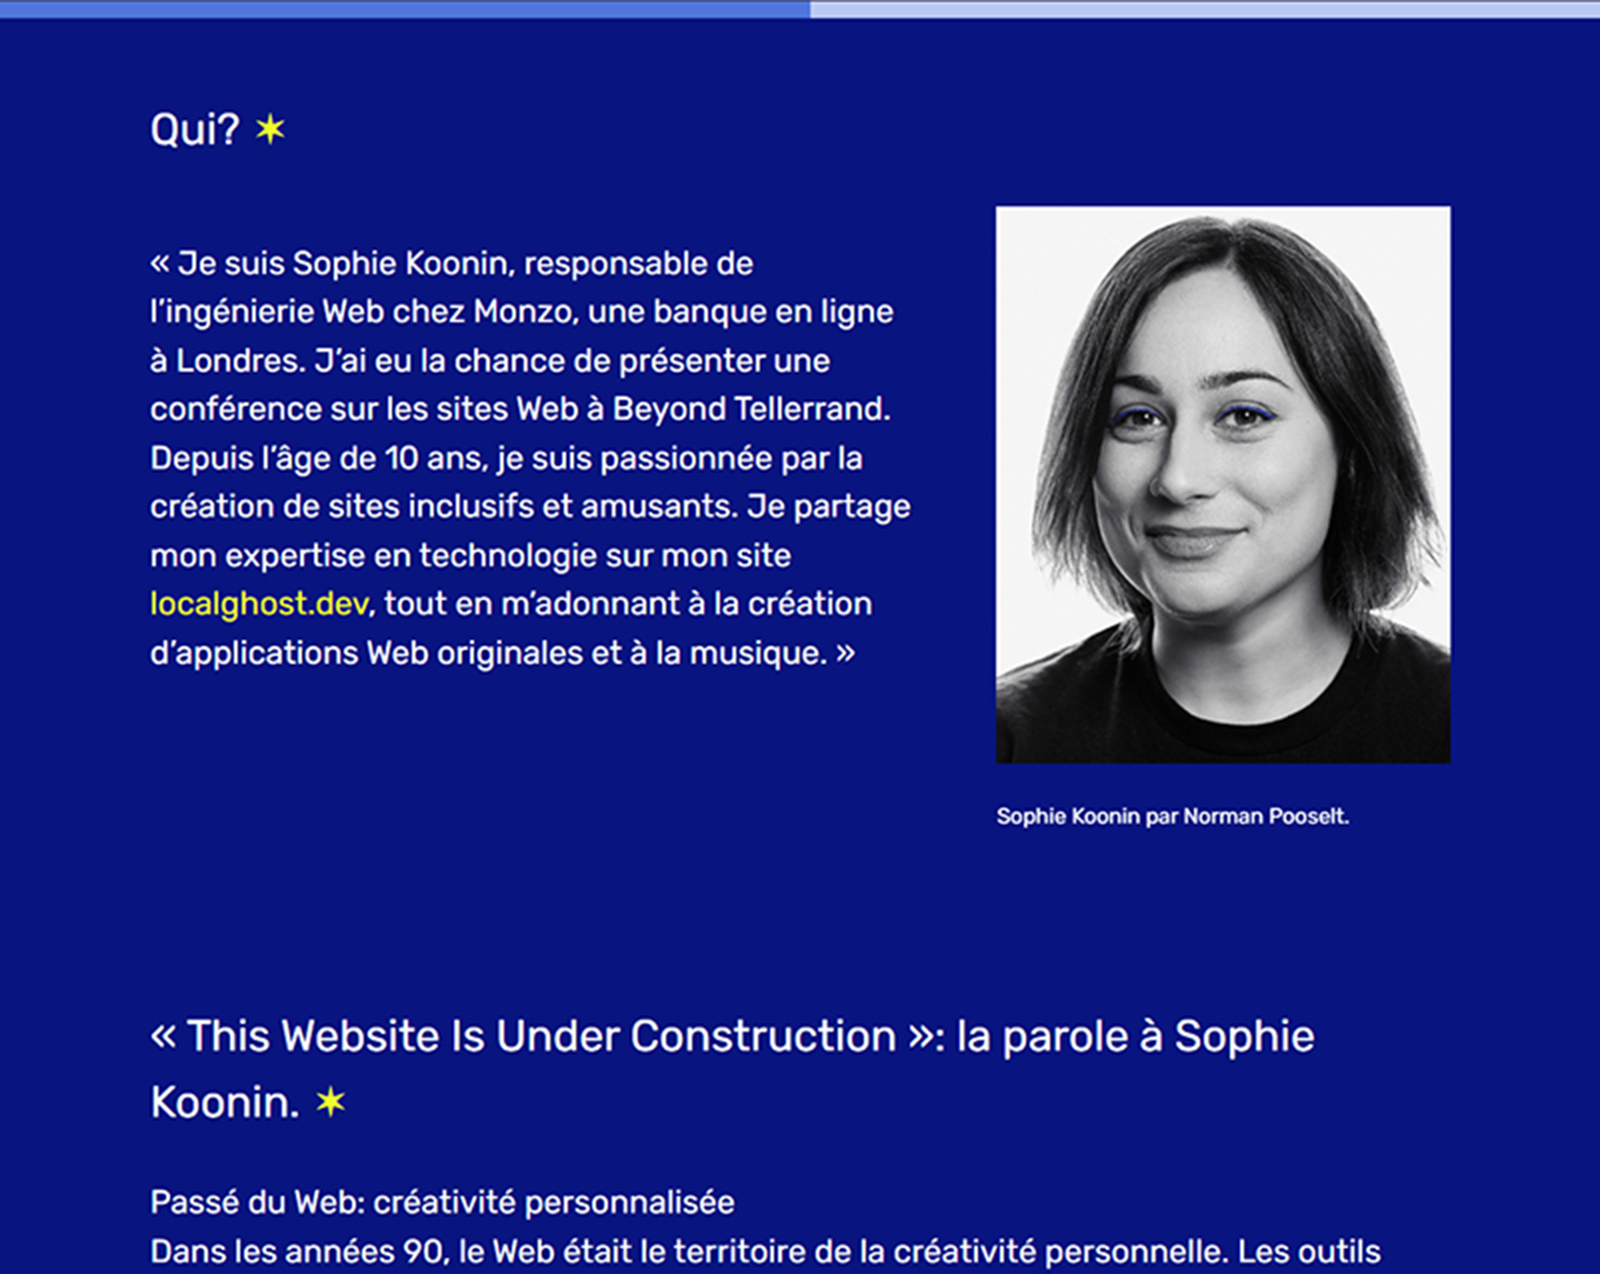 Qui? ✶
« Je suis Sophie Koonin, responsable de
l’ingénierie Web chez Monzo, une banque en ligne
à Londres. J’ai eu la chance de présenter une
conférence sur les sites Web à Beyond Tellerrand.
Depuis l’âge de 10 ans, je suis passionnée par la
création de sites inclusifs et amusants. Je partage
mon expertise en technologie sur mon site
localghost.dev, tout en m’adonnant à la création
d’applications Web originales et à la musique. »
Sophie Koonin par Norman Pooselt.
« This Website Is Under Construction »: la parole à Sophie
Koonin. ✶
Passé du Web: créativité personnalisée
Dans les années 90, le Web était le territoire de la créativité personnelle. Les outils